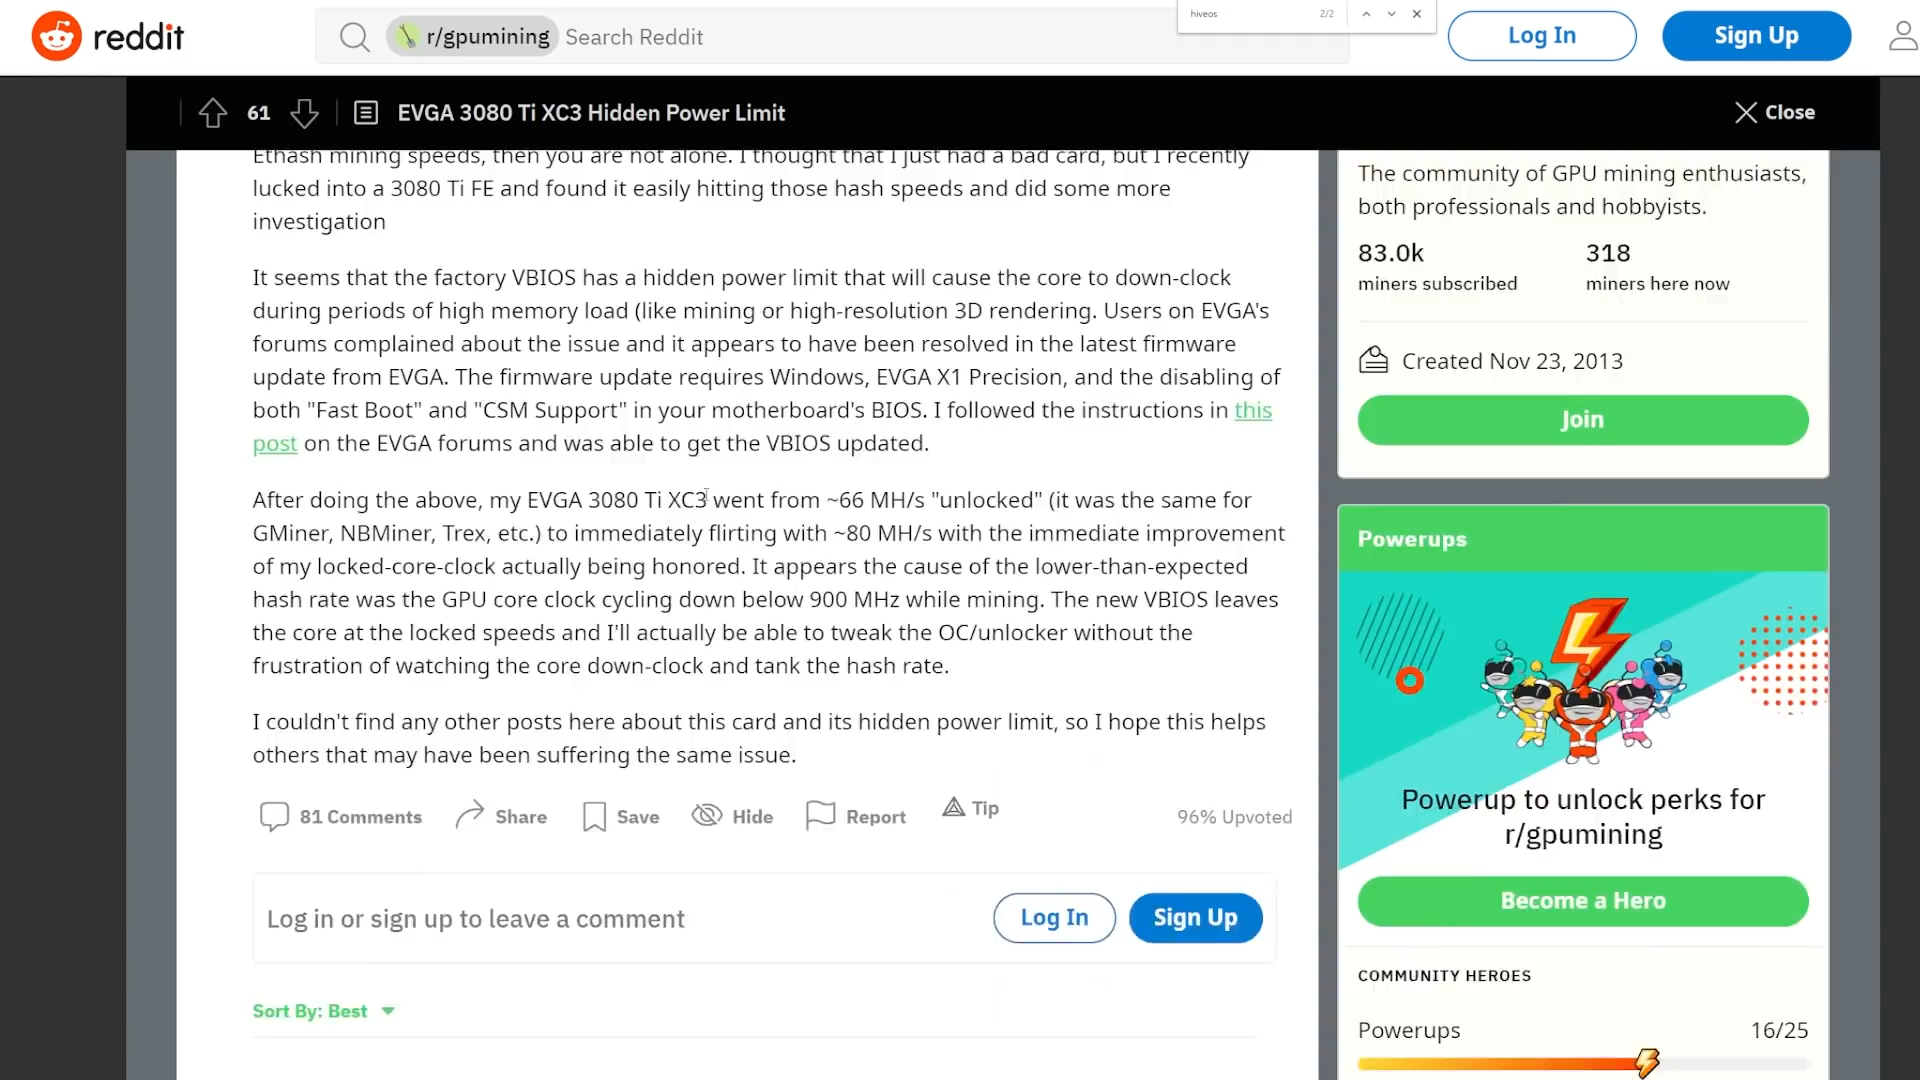 reddit
r/gpumining Search Reddit
hiveos 2/2
Log In
Sign Up
61
EVGA 3080 Ti XC3 Hidden Power Limit
Close
Ethash mining speeds, then you are not alone. I thought that I just had a bad card, but I recently
lucked into a 3080 Ti FE and found it easily hitting those hash speeds and did some more
investigation
It seems that the factory VBIOS has a hidden power limit that will cause the core to down-clock
during periods of high memory load (like mining or high-resolution 3D rendering. Users on EVGA's
forums complained about the issue and it appears to have been resolved in the latest firmware
update from EVGA. The firmware update requires Windows, EVGA X1 Precision, and the disabling of
both "Fast Boot" and "CSM Support" in your motherboard's BIOS. I followed the instructions in this
post on the EVGA forums and was able to get the VBIOS updated.
After doing the above, my EVGA 3080 Ti XC3 went from ~66 MH/s "unlocked" (it was the same for
GMiner, NBMiner, Trex, etc.) to immediately flirting with ~80 MH/s with the immediate improvement
of my locked-core-clock actually being honored. It appears the cause of the lower-than-expected
hash rate was the GPU core clock cycling down below 900 MHz while mining. The new VBIOS leaves
the core at the locked speeds and I'll actually be able to tweak the OC/unlocker without the
frustration of watching the core down-clock and tank the hash rate.
I couldn't find any other posts here about this card and its hidden power limit, so I hope this helps
others that may have been suffering the same issue.
81 Comments
Share
Save
Hide
Report
Tip
96% Upvoted
Log in or sign up to leave a comment
Log In
Sign Up
Sort By: Best
The community of GPU mining enthusiasts,
both professionals and hobbyists.
83.0k 318
miners subscribed miners here now
Created Nov 23, 2013
Join
Powerups
Powerup to unlock perks for
r/gpumining
Become a Hero
COMMUNITY HEROES
Powerups 16/25